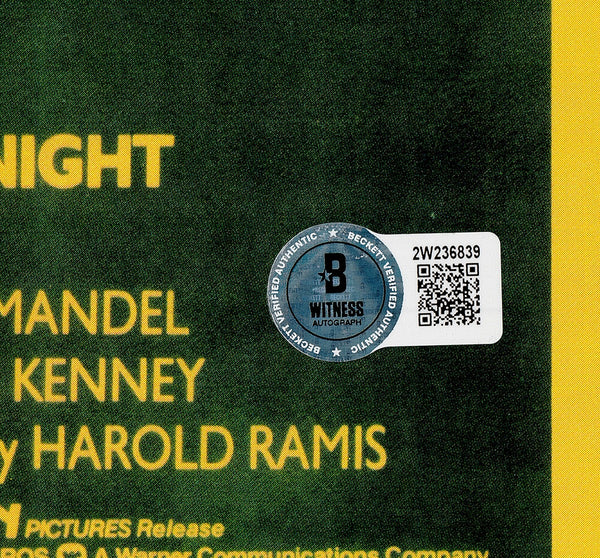 NIGHT
BECKETT VERIFIED AUTHENTIC ★ BECKETT VERIFIED AUTHENTIC ★
B
WITNESS
AUTOGRAPH
2W236839
MANDEL
KENNEY
y HAROLD RAMIS
N PICTURES Release
ROS A Warner Communications Company